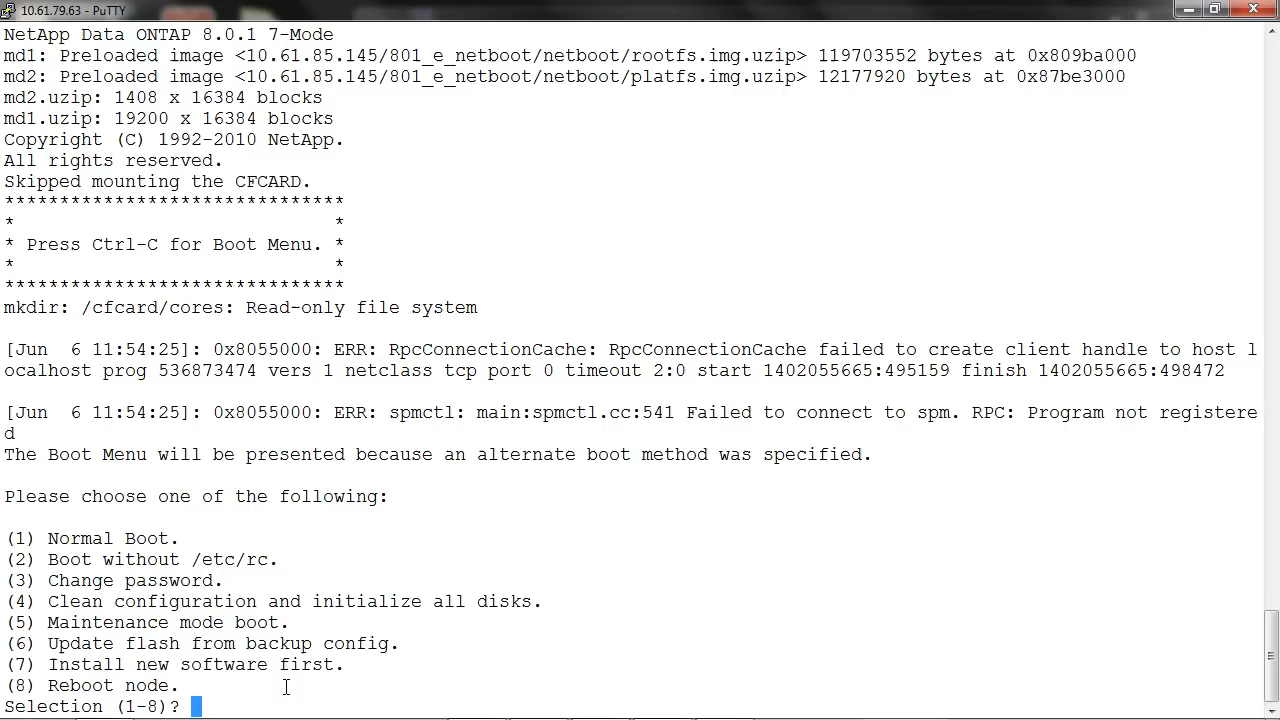 10.61.79.63 - PuTTY
NetApp Data ONTAP 8.0.1 7-Mode
md1: Preloaded image <10.61.85.145/801_e_netboot/netboot/rootfs.img.uzip> 119703552 bytes at 0x809ba000
md2: Preloaded image <10.61.85.145/801_e_netboot/netboot/platfs.img.uzip> 12177920 bytes at 0x87be3000
md2.uzip: 1408 x 16384 blocks
md1.uzip: 19200 x 16384 blocks
Copyright (C) 1992-2010 NetApp.
All rights reserved.
Skipped mounting the CFCARD.
*******************************
*                             *
* Press Ctrl-C for Boot Menu. *
*                             *
*******************************
mkdir: /cfcard/cores: Read-only file system
[Jun  6 11:54:25]: 0x8055000: ERR: RpcConnectionCache: RpcConnectionCache failed to create client handle to host l
ocalhost prog 536873474 vers 1 netclass tcp port 0 timeout 2:0 start 1402055665:495159 finish 1402055665:498472
[Jun  6 11:54:25]: 0x8055000: ERR: spmctl: main:spmctl.cc:541 Failed to connect to spm. RPC: Program not registere
d
The Boot Menu will be presented because an alternate boot method was specified.
Please choose one of the following:
(1) Normal Boot.
(2) Boot without /etc/rc.
(3) Change password.
(4) Clean configuration and initialize all disks.
(5) Maintenance mode boot.
(6) Update flash from backup config.
(7) Install new software first.
(8) Reboot node.
Selection (1-8)?